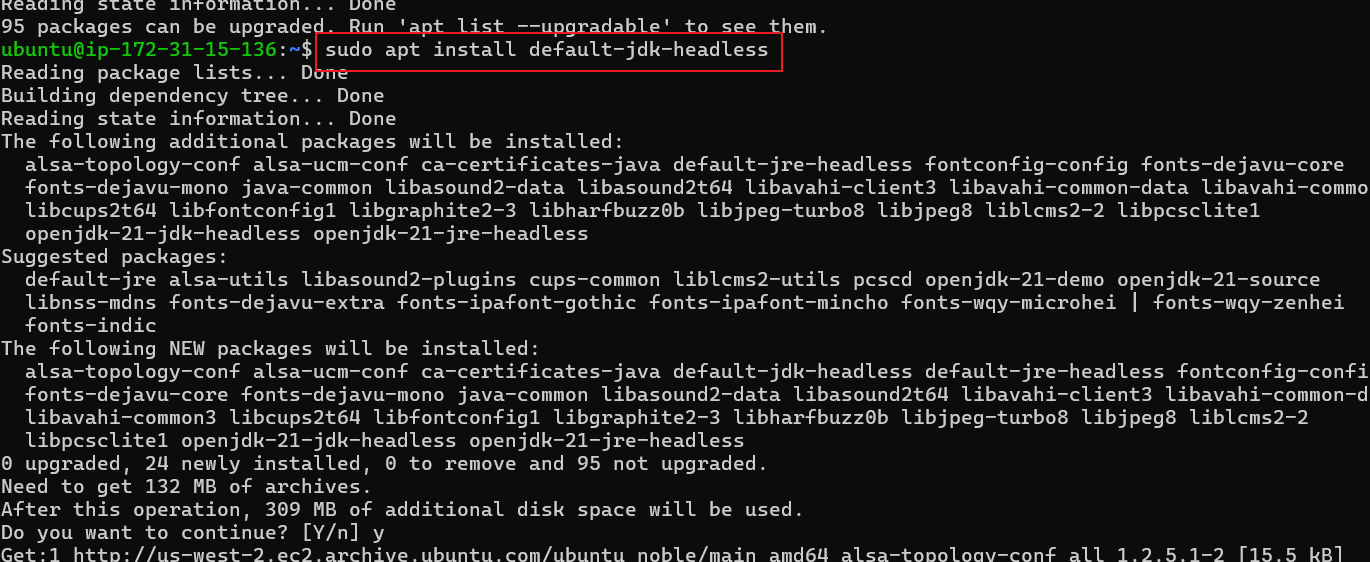 Reading state information... Done
95 packages can be upgraded. Run 'apt list --upgradable' to see them.
ubuntu@ip-172-31-15-136:~$ sudo apt install default-jdk-headless
Reading package lists... Done
Building dependency tree... Done
Reading state information... Done
The following additional packages will be installed:
  alsa-topology-conf alsa-ucm-conf ca-certificates-java default-jre-headless fontconfig-config fonts-dejavu-core
  fonts-dejavu-mono java-common libasound2-data libasound2t64 libavahi-client3 libavahi-common-data libavahi-commo
  libcups2t64 libfontconfig1 libgraphite2-3 libharfbuzz0b libjpeg-turbo8 libjpeg8 liblcms2-2 libpcsclite1
  openjdk-21-jdk-headless openjdk-21-jre-headless
Suggested packages:
  default-jre alsa-utils libasound2-plugins cups-common liblcms2-utils pcscd openjdk-21-demo openjdk-21-source
  libnss-mdns fonts-dejavu-extra fonts-ipafont-gothic fonts-ipafont-mincho fonts-wqy-microhei | fonts-wqy-zenhei
  fonts-indic
The following NEW packages will be installed:
  alsa-topology-conf alsa-ucm-conf ca-certificates-java default-jdk-headless default-jre-headless fontconfig-confi
  fonts-dejavu-core fonts-dejavu-mono java-common libasound2-data libasound2t64 libavahi-client3 libavahi-common-d
  libavahi-common3 libcups2t64 libfontconfig1 libgraphite2-3 libharfbuzz0b libjpeg-turbo8 libjpeg8 liblcms2-2
  libpcsclite1 openjdk-21-jdk-headless openjdk-21-jre-headless
0 upgraded, 24 newly installed, 0 to remove and 95 not upgraded.
Need to get 132 MB of archives.
After this operation, 309 MB of additional disk space will be used.
Do you want to continue? [Y/n] y
Get:1 http://us-west-2.ec2.archive.ubuntu.com/ubuntu noble/main amd64 alsa-topology-conf all 1.2.5.1-2 [15.5 kB]